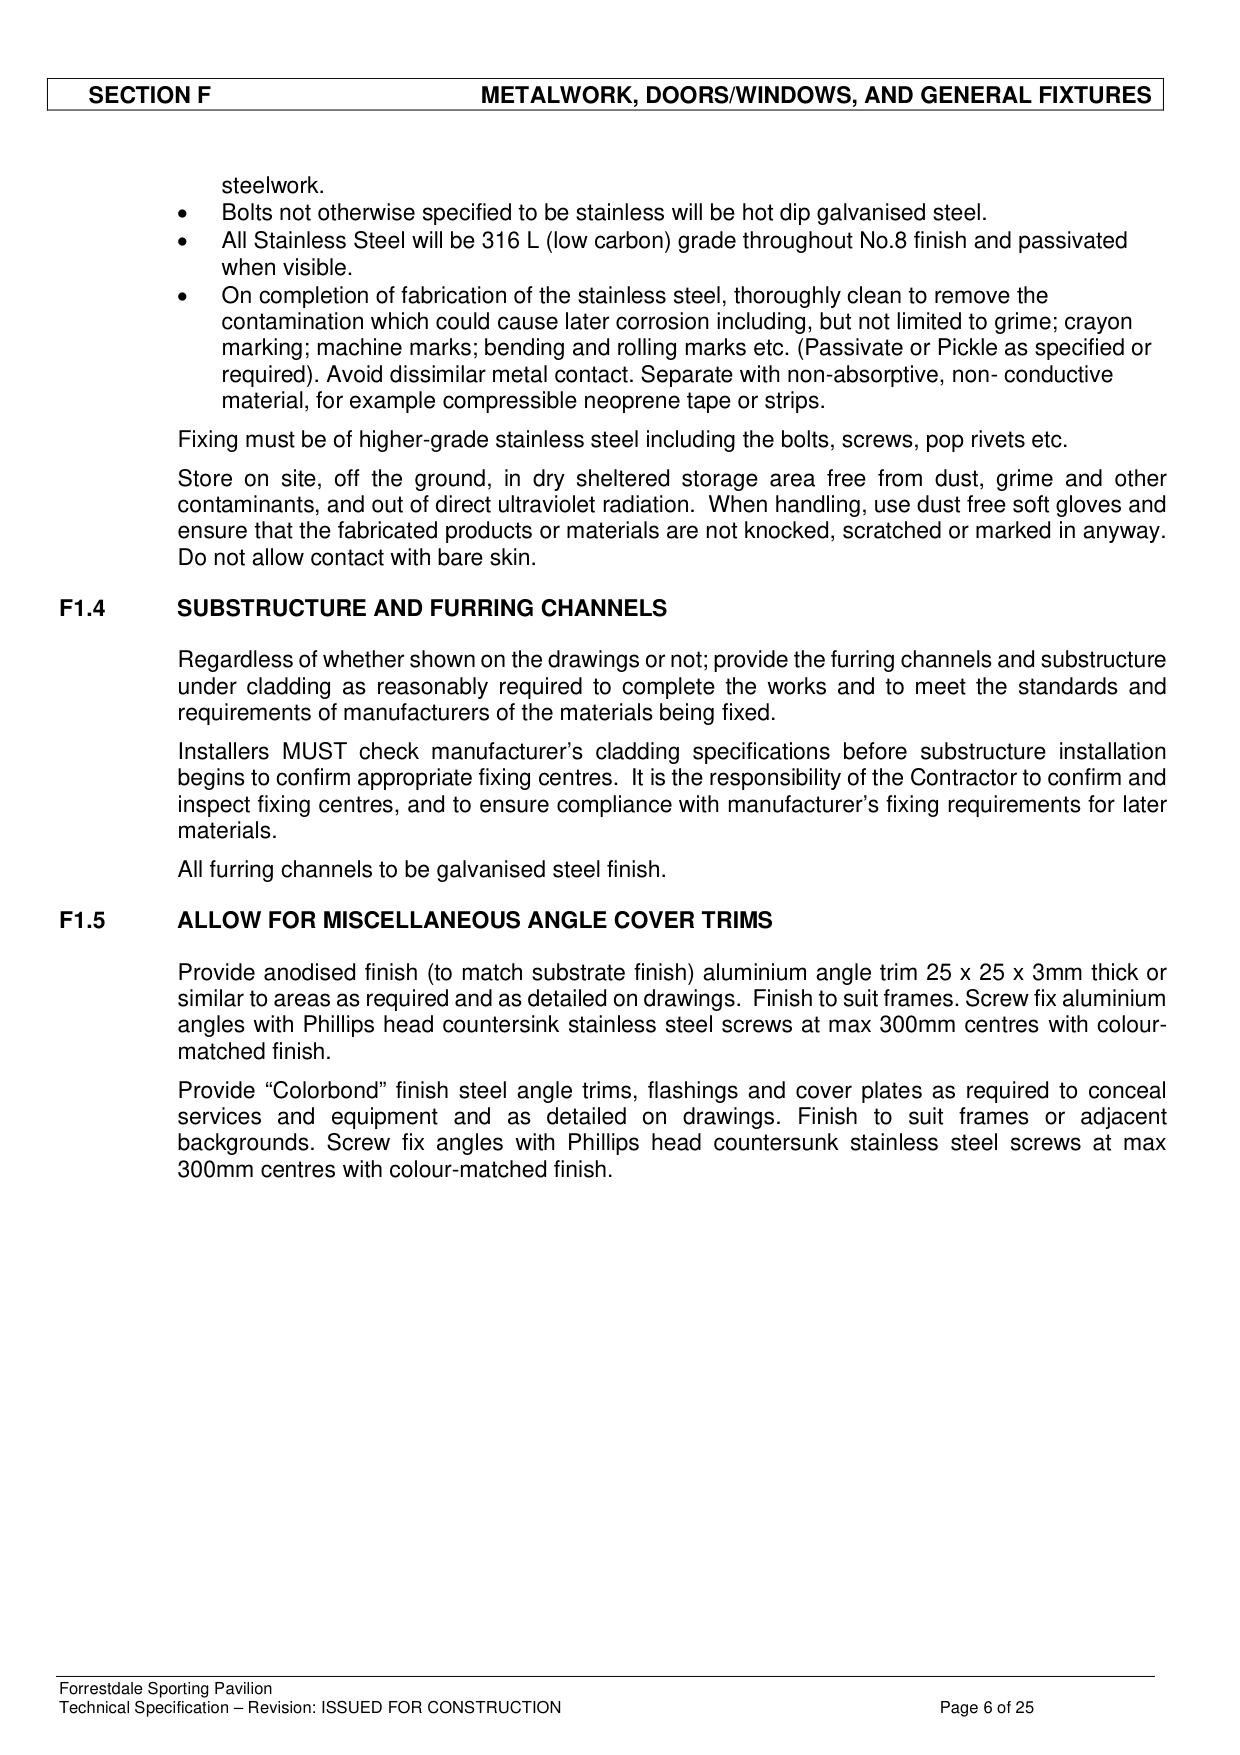 SECTION F METALWORK, DOORS/WINDOWS, AND GENERAL FIXTURES
steelwork.
• Bolts not otherwise specified to be stainless will be hot dip galvanised steel.
• All Stainless Steel will be 316 L (low carbon) grade throughout No.8 finish and passivated
when visible.
• On completion of fabrication of the stainless steel, thoroughly clean to remove the
contamination which could cause later corrosion including, but not limited to grime; crayon
marking; machine marks; bending and rolling marks etc. (Passivate or Pickle as specified or
required). Avoid dissimilar metal contact. Separate with non-absorptive, non- conductive
material, for example compressible neoprene tape or strips.
Fixing must be of higher-grade stainless steel including the bolts, screws, pop rivets etc.
Store on site, off the ground, in dry sheltered storage area free from dust, grime and other
contaminants, and out of direct ultraviolet radiation. When handling, use dust free soft gloves and
ensure that the fabricated products or materials are not knocked, scratched or marked in anyway.
Do not allow contact with bare skin.
F1.4 SUBSTRUCTURE AND FURRING CHANNELS
Regardless of whether shown on the drawings or not; provide the furring channels and substructure
under cladding as reasonably required to complete the works and to meet the standards and
requirements of manufacturers of the materials being fixed.
Installers MUST check manufacturer’s cladding specifications before substructure installation
begins to confirm appropriate fixing centres. It is the responsibility of the Contractor to confirm and
inspect fixing centres, and to ensure compliance with manufacturer’s fixing requirements for later
materials.
All furring channels to be galvanised steel finish.
F1.5 ALLOW FOR MISCELLANEOUS ANGLE COVER TRIMS
Provide anodised finish (to match substrate finish) aluminium angle trim 25 x 25 x 3mm thick or
similar to areas as required and as detailed on drawings. Finish to suit frames. Screw fix aluminium
angles with Phillips head countersink stainless steel screws at max 300mm centres with colour-
matched finish.
Provide “Colorbond” finish steel angle trims, flashings and cover plates as required to conceal
services and equipment and as detailed on drawings. Finish to suit frames or adjacent
backgrounds. Screw fix angles with Phillips head countersunk stainless steel screws at max
300mm centres with colour-matched finish.
Forrestdale Sporting Pavilion
Technical Specification – Revision: ISSUED FOR CONSTRUCTION Page 6 of 25